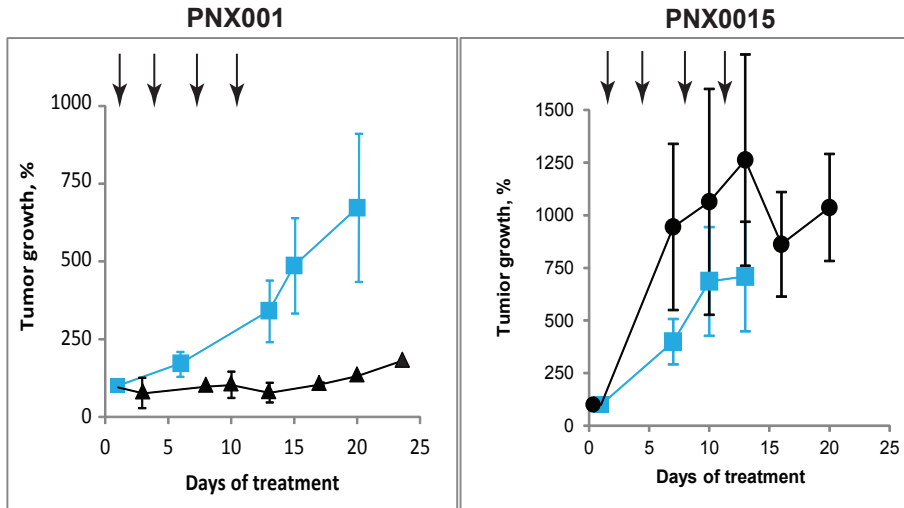 PNX001
PNX0015
Tumor growth, %
1000
750
500
250
0
0 5 10 15 20 25
Days of treatment
Tumior growth, %
1500
1250
1000
750
500
250
0
0 5 10 15 20 25
Days of treatment